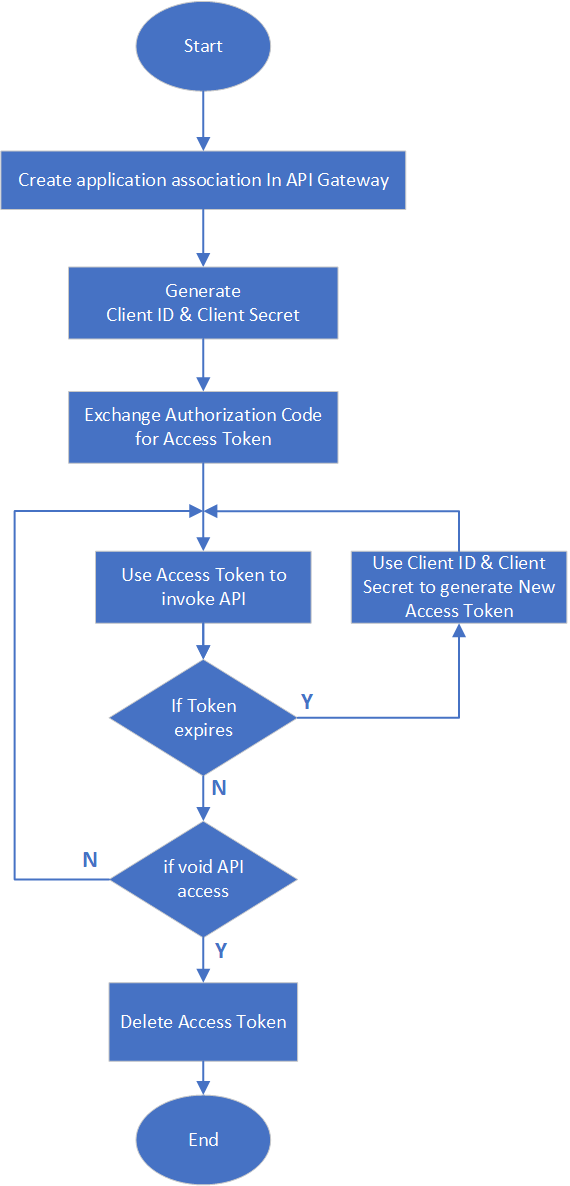 Start
Create application association In API Gateway
Generate
Client ID & Client Secret
Exchange Authorization Code
for Access Token
Use Access Token to
invoke API
Use Client ID & Client
Secret to generate New
Access Token
If Token
expires
Y
N
if void API
access
N
Y
Delete Access Token
End